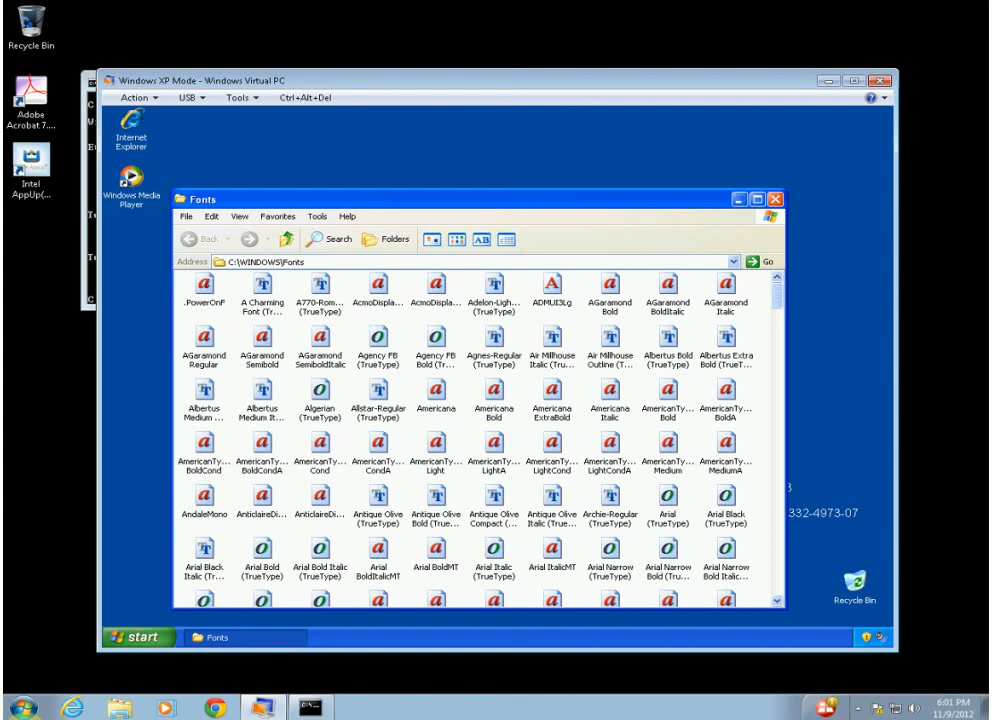 Recycle Bin
Adobe
Acrobat 7....
Intel
AppUp(...
Windows XP Mode - Windows Virtual PC
Action USB Tools Ctrl+Alt+Del
Internet
Explorer
Windows Media
Player
Fonts
File Edit View Favorites Tools Help
Back Search Folders
Address C:\WINDOWS\Fonts Go
.PowerOnF A Charming Font (Tr... A770-Rom... (TrueType) AcmoDispla... AcmoDispla... Adelon-Ligh... (TrueType) ADMUI3Lg AGaramond Bold AGaramond BoldItalic AGaramond Italic
AGaramond Regular AGaramond Semibold AGaramond SemiboldItalic Agency FB (TrueType) Agency FB Bold (Tr... Agnes-Regular (TrueType) Air Millhouse Italic (Tru... Air Millhouse Outline (T... Albertus Bold (TrueType) Albertus Extra Bold (TrueT...
Albertus Medium ... Albertus Medium It... Algerian (TrueType) Allstar-Regular (TrueType) Americana Americana Bold Americana ExtraBold Americana Italic AmericanTy... Bold AmericanTy... BoldA
AmericanTy... BoldCond AmericanTy... BoldCondA AmericanTy... Cond AmericanTy... CondA AmericanTy... Light AmericanTy... LightA AmericanTy... LightCond AmericanTy... LightCondA AmericanTy... Medium AmericanTy... MediumA
AndaleMono AnticlaireDi... AnticlaireDi... Antique Olive (TrueType) Antique Olive Bold (True... Antique Olive Compact (... Antique Olive Italic (True... Archie-Regular (TrueType) Arial (TrueType) Arial Black (TrueType)
332-4973-07
Arial Black Italic (Tr... Arial Bold (TrueType) Arial Bold Italic (TrueType) Arial BoldItalicMT Arial BoldMT Arial Italic (TrueType) Arial ItalicMT Arial Narrow (TrueType) Arial Narrow Bold (Tru... Arial Narrow Bold Italic...
Recycle Bin
start Fonts
6:01 PM
11/9/2012